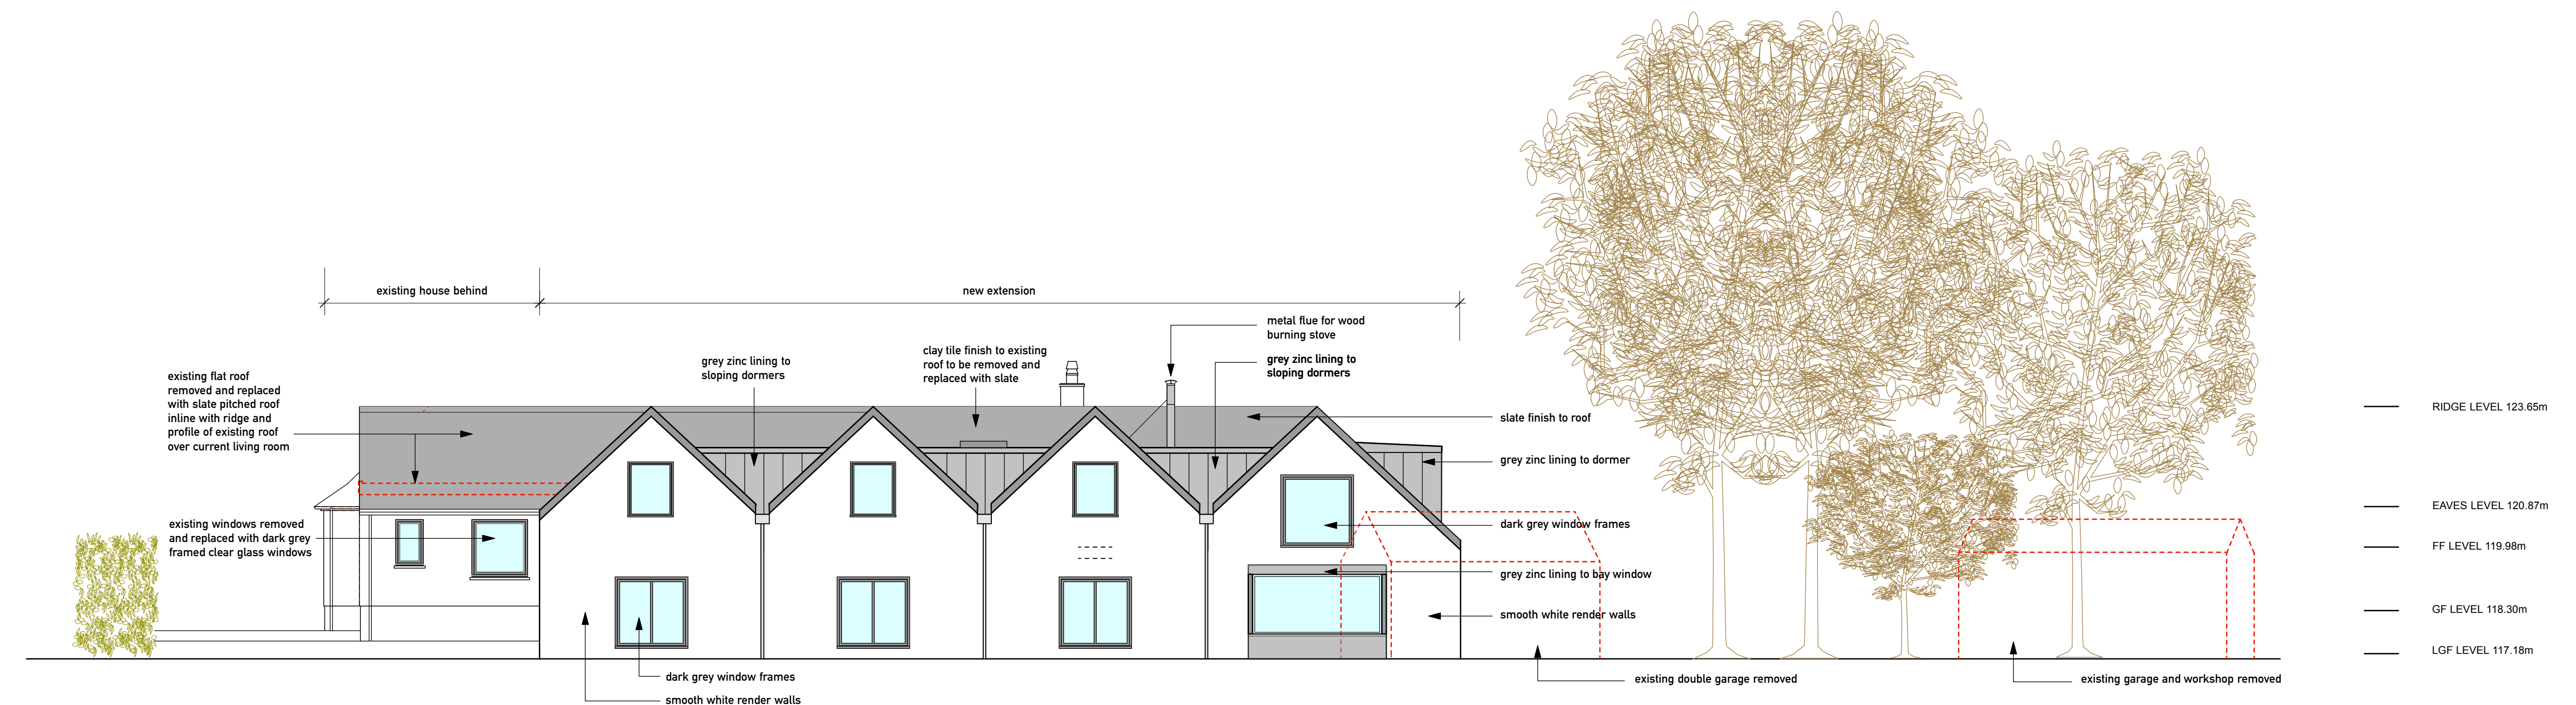 existing house behind
new extension
metal flue for wood
burning stove
grey zinc lining to
sloping dormers
clay tile finish to existing
roof to be removed and
replaced with slate
grey zinc lining to
sloping dormers
existing flat roof
removed and replaced
with slate pitched roof
inline with ridge and
profile of existing roof
over current living room
existing windows removed
and replaced with dark grey
framed clear glass windows
slate finish to roof
grey zinc lining to dormer
dark grey window frames
grey zinc lining to bay window
smooth white render walls
dark grey window frames
smooth white render walls
existing double garage removed
existing garage and workshop removed
RIDGE LEVEL 123.65m
EAVES LEVEL 120.87m
FF LEVEL 119.98m
GF LEVEL 118.30m
LGF LEVEL 117.18m